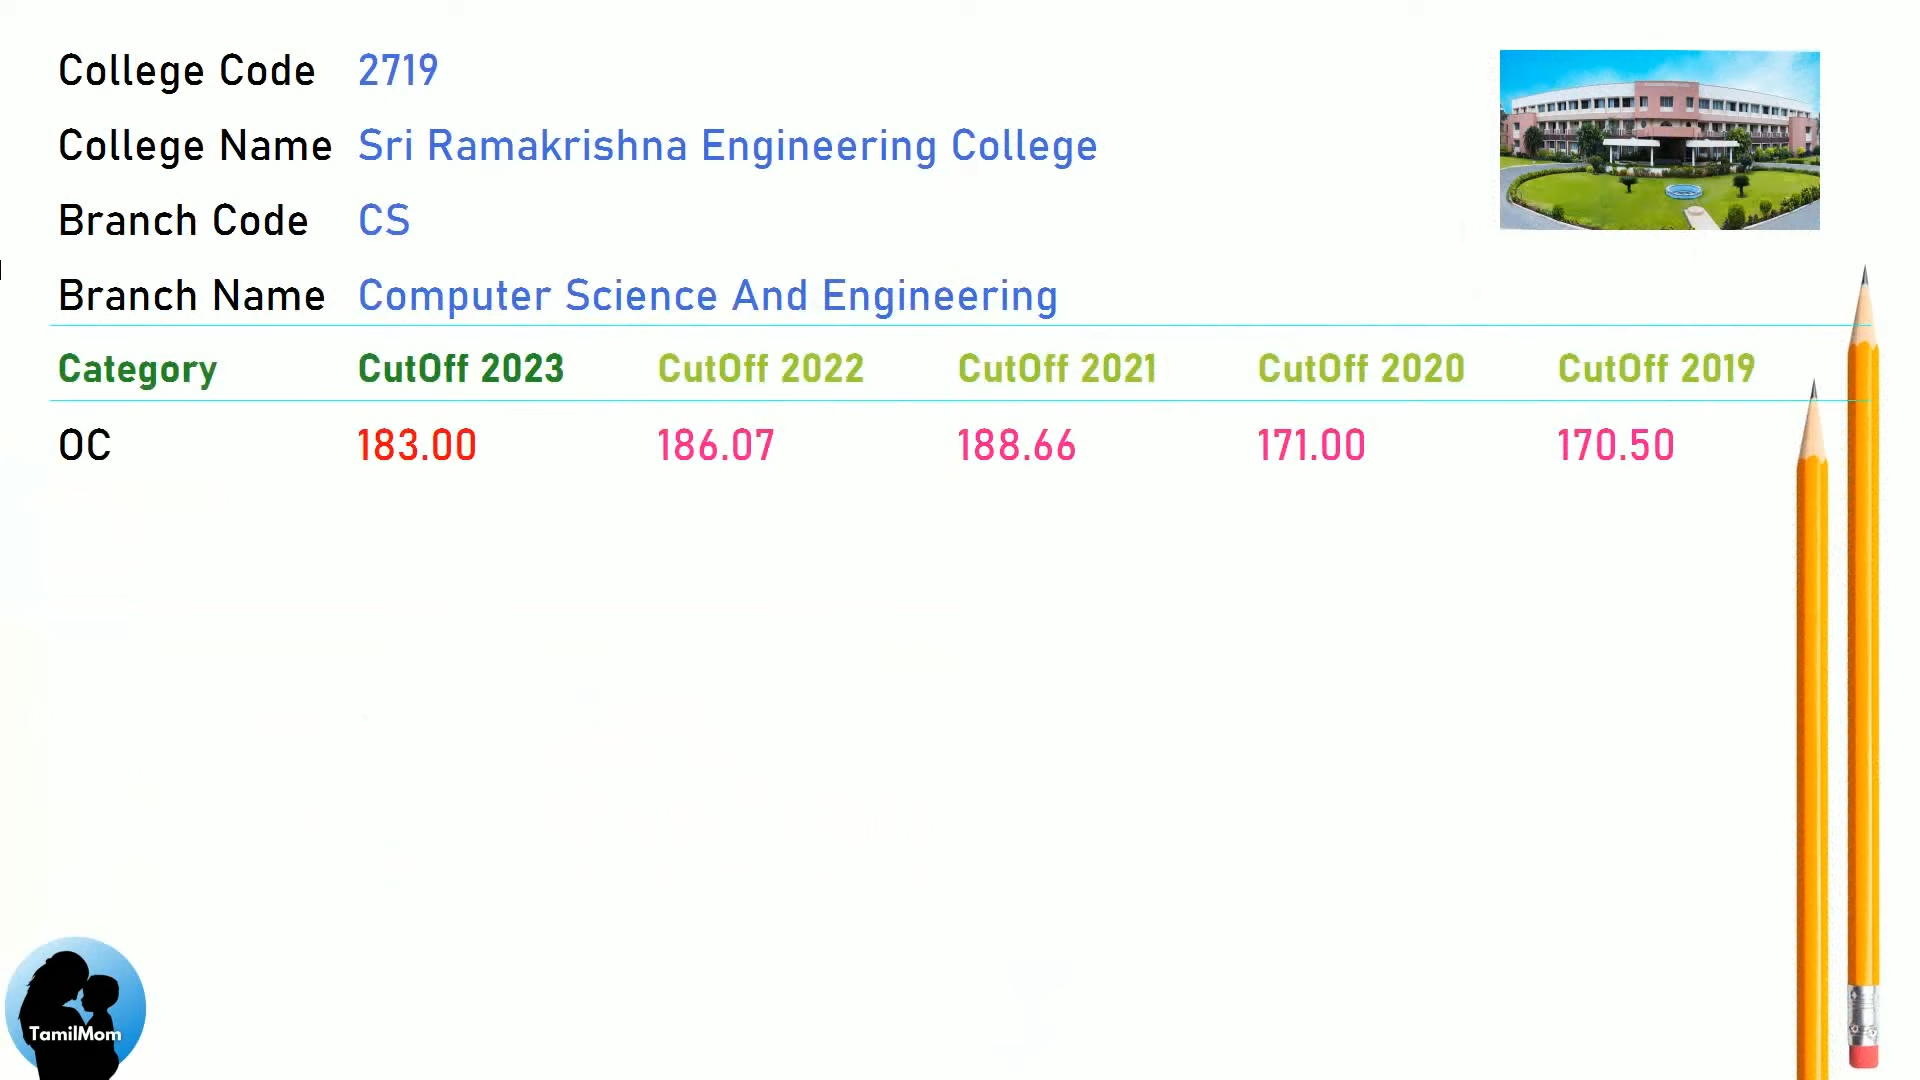 College Code 2719
College Name Sri Ramakrishna Engineering College
Branch Code CS
Branch Name Computer Science And Engineering
Category CutOff 2023 CutOff 2022 CutOff 2021 CutOff 2020 CutOff 2019
OC 183.00 186.07 188.66 171.00 170.50
TamilMom